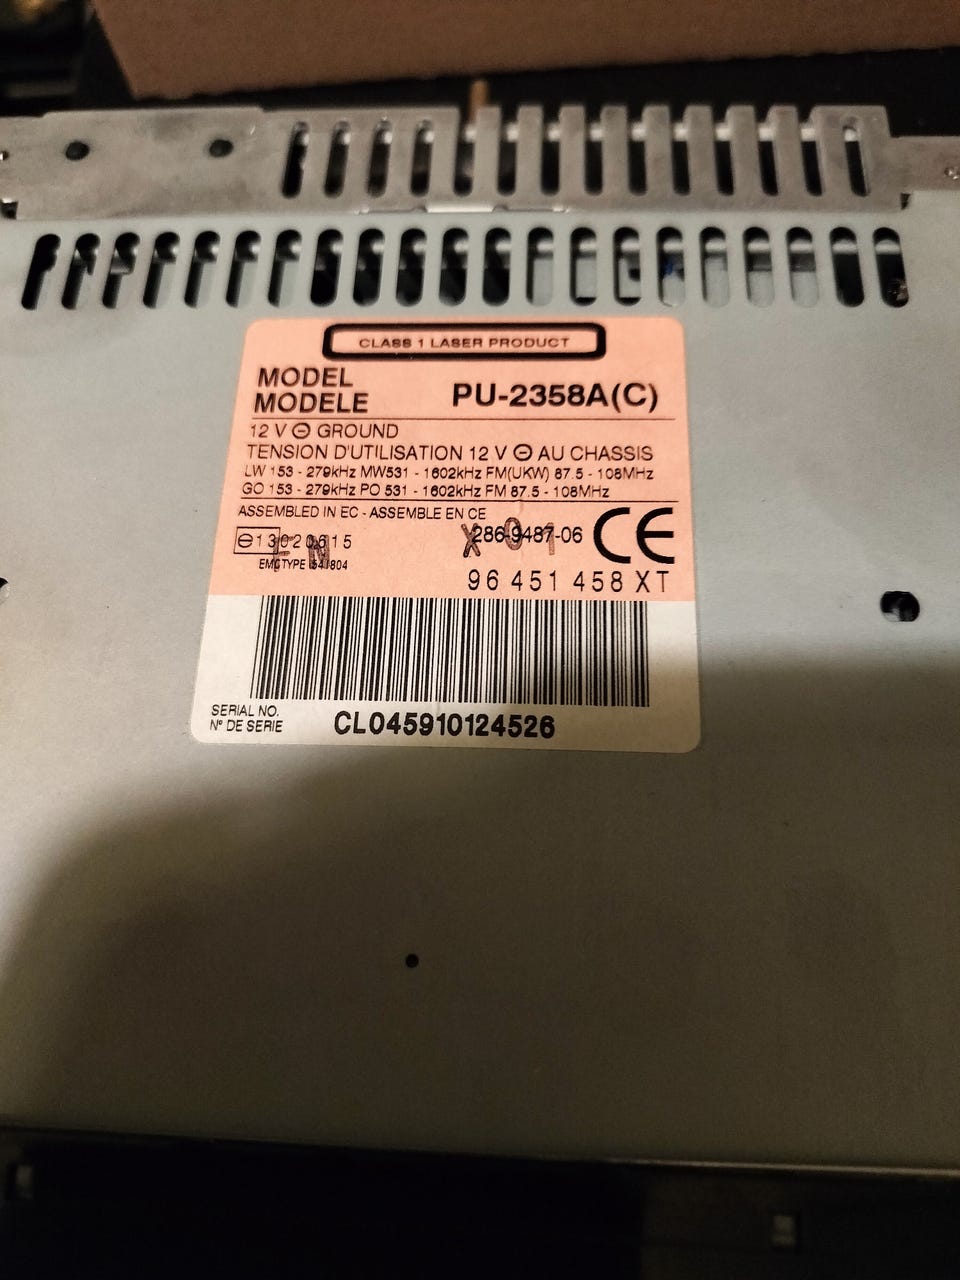 CLASS 1 LASER PRODUCT
MODEL
MODELE
PU-2358A(C)
12 V ⊖ GROUND
TENSION D'UTILISATION 12 V ⊖ AU CHASSIS
LW 153 - 279kHz MW531 - 1602kHz FM(UKW) 87.5 - 108MHz
GO 153 - 279kHz PO 531 - 1602kHz FM 87.5 - 108MHz
ASSEMBLED IN EC - ASSEMBLE EN CE
286-9487-06
CE
EMC TYPE
96 451 458 XT
SERIAL NO.
N° DE SERIE
CL045910124526